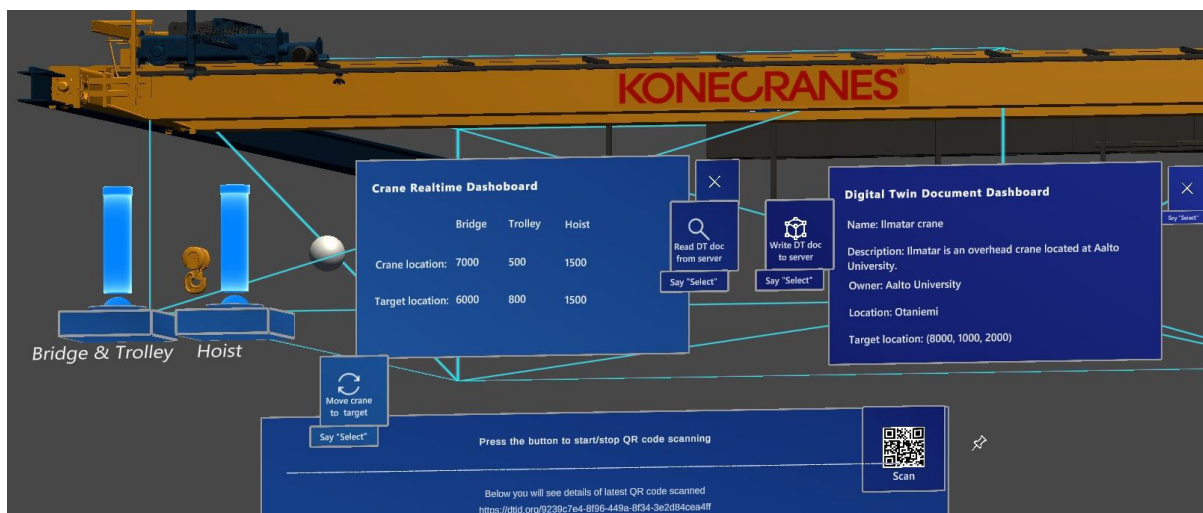 KONECRANES®
Crane Realtime Dashoboard
Bridge Trolley Hoist
Crane location: 7000 500 1500
Target location: 6000 800 1500
Read DT doc
from server
Say "Select"
Write DT doc
to server
Say "Select"
Digital Twin Document Dashboard
Name: Ilmatar crane
Description: Ilmatar is an overhead crane located at Aalto
University.
Owner: Aalto University
Location: Otaniemi
Target location: (8000, 1000, 2000)
Say "Select"
Bridge & Trolley
Hoist
Move crane
to target
Say "Select"
Press the button to start/stop QR code scanning
Scan
Below you will see details of latest QR code scanned
https://dtid.org/9239c7e4-8f96-449a-8f34-3e2d84cea4ff